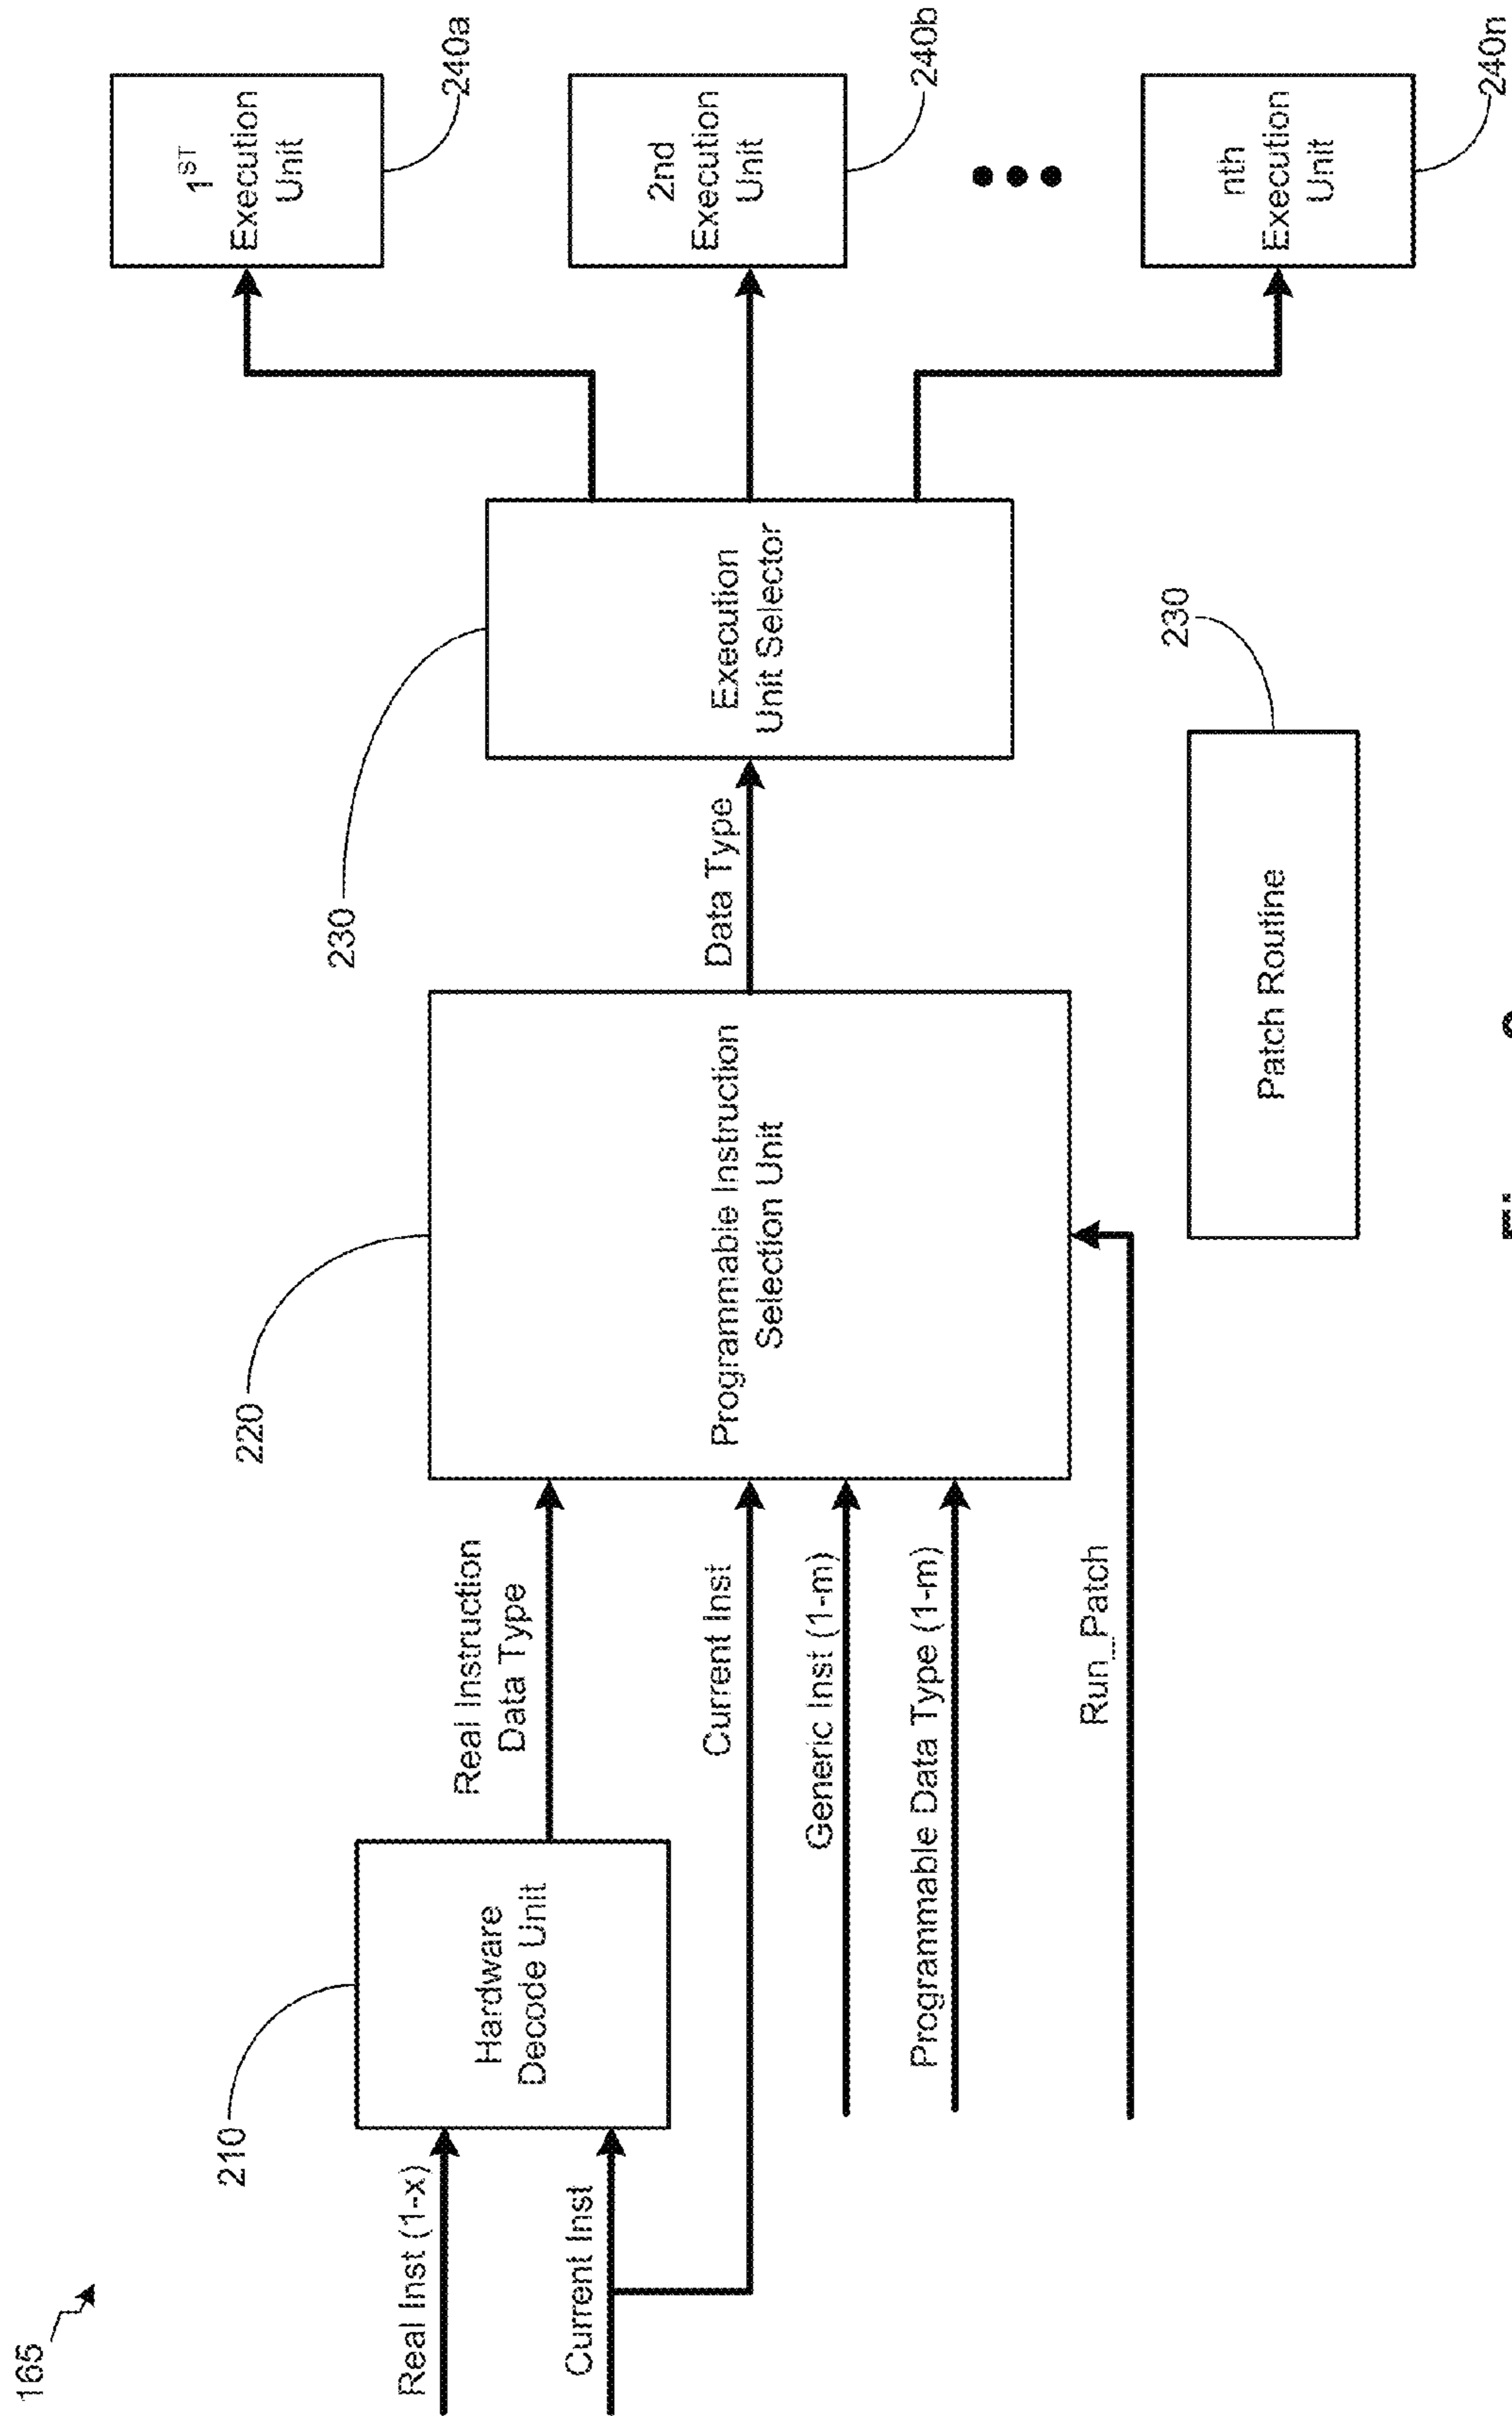 165
Real Inst (1-x)
Current Inst
210
Hardware
Decode Unit
Real Instruction
Data Type
Current Inst
Generic Inst (1-m)
Programmable Data Type (1-m)
Run_Patch
220
Programmable Instruction
Selection Unit
Data Type
230
Execution
Unit Selector
Patch Routine
230
1ST
Execution
Unit
240a
2nd
Execution
Unit
240b
nth
Execution
Unit
240n